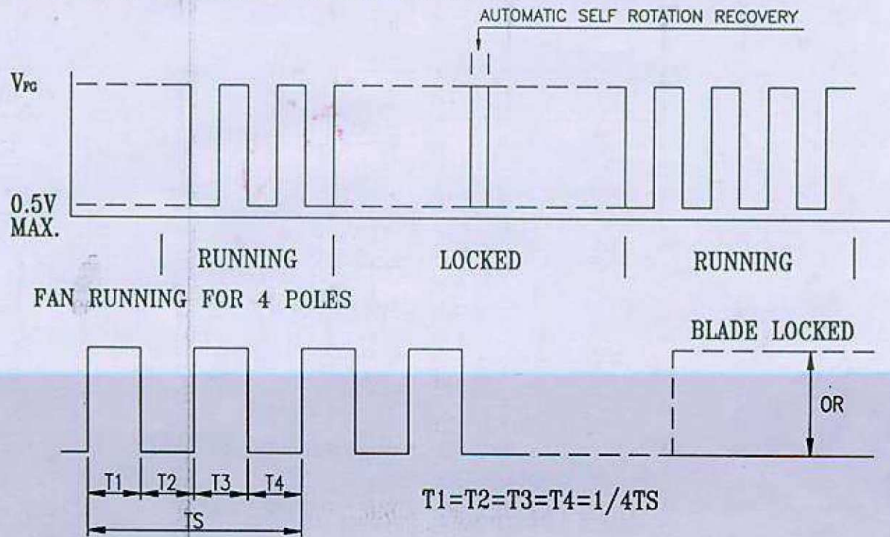 AUTOMATIC SELF ROTATION RECOVERY
VFG
0.5V
MAX.
RUNNING
LOCKED
RUNNING
FAN RUNNING FOR 4 POLES
BLADE LOCKED
OR
T1
T2
T3
T4
TS
T1=T2=T3=T4=1/4TS